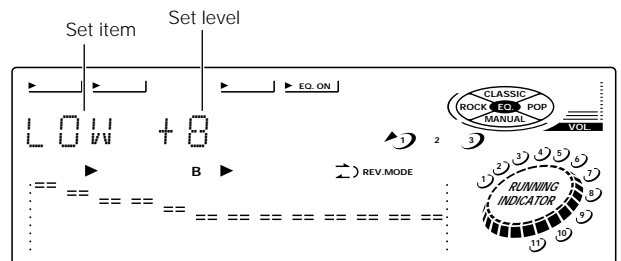 Set item
Set level
EQ. ON
CLASSIC
ROCK EQ. POP
MANUAL
VOL
LOW +8
1 2 3
B
REV.MODE
1 2 3 4 5 6 7 8 9 10 11
RUNNING
INDICATOR